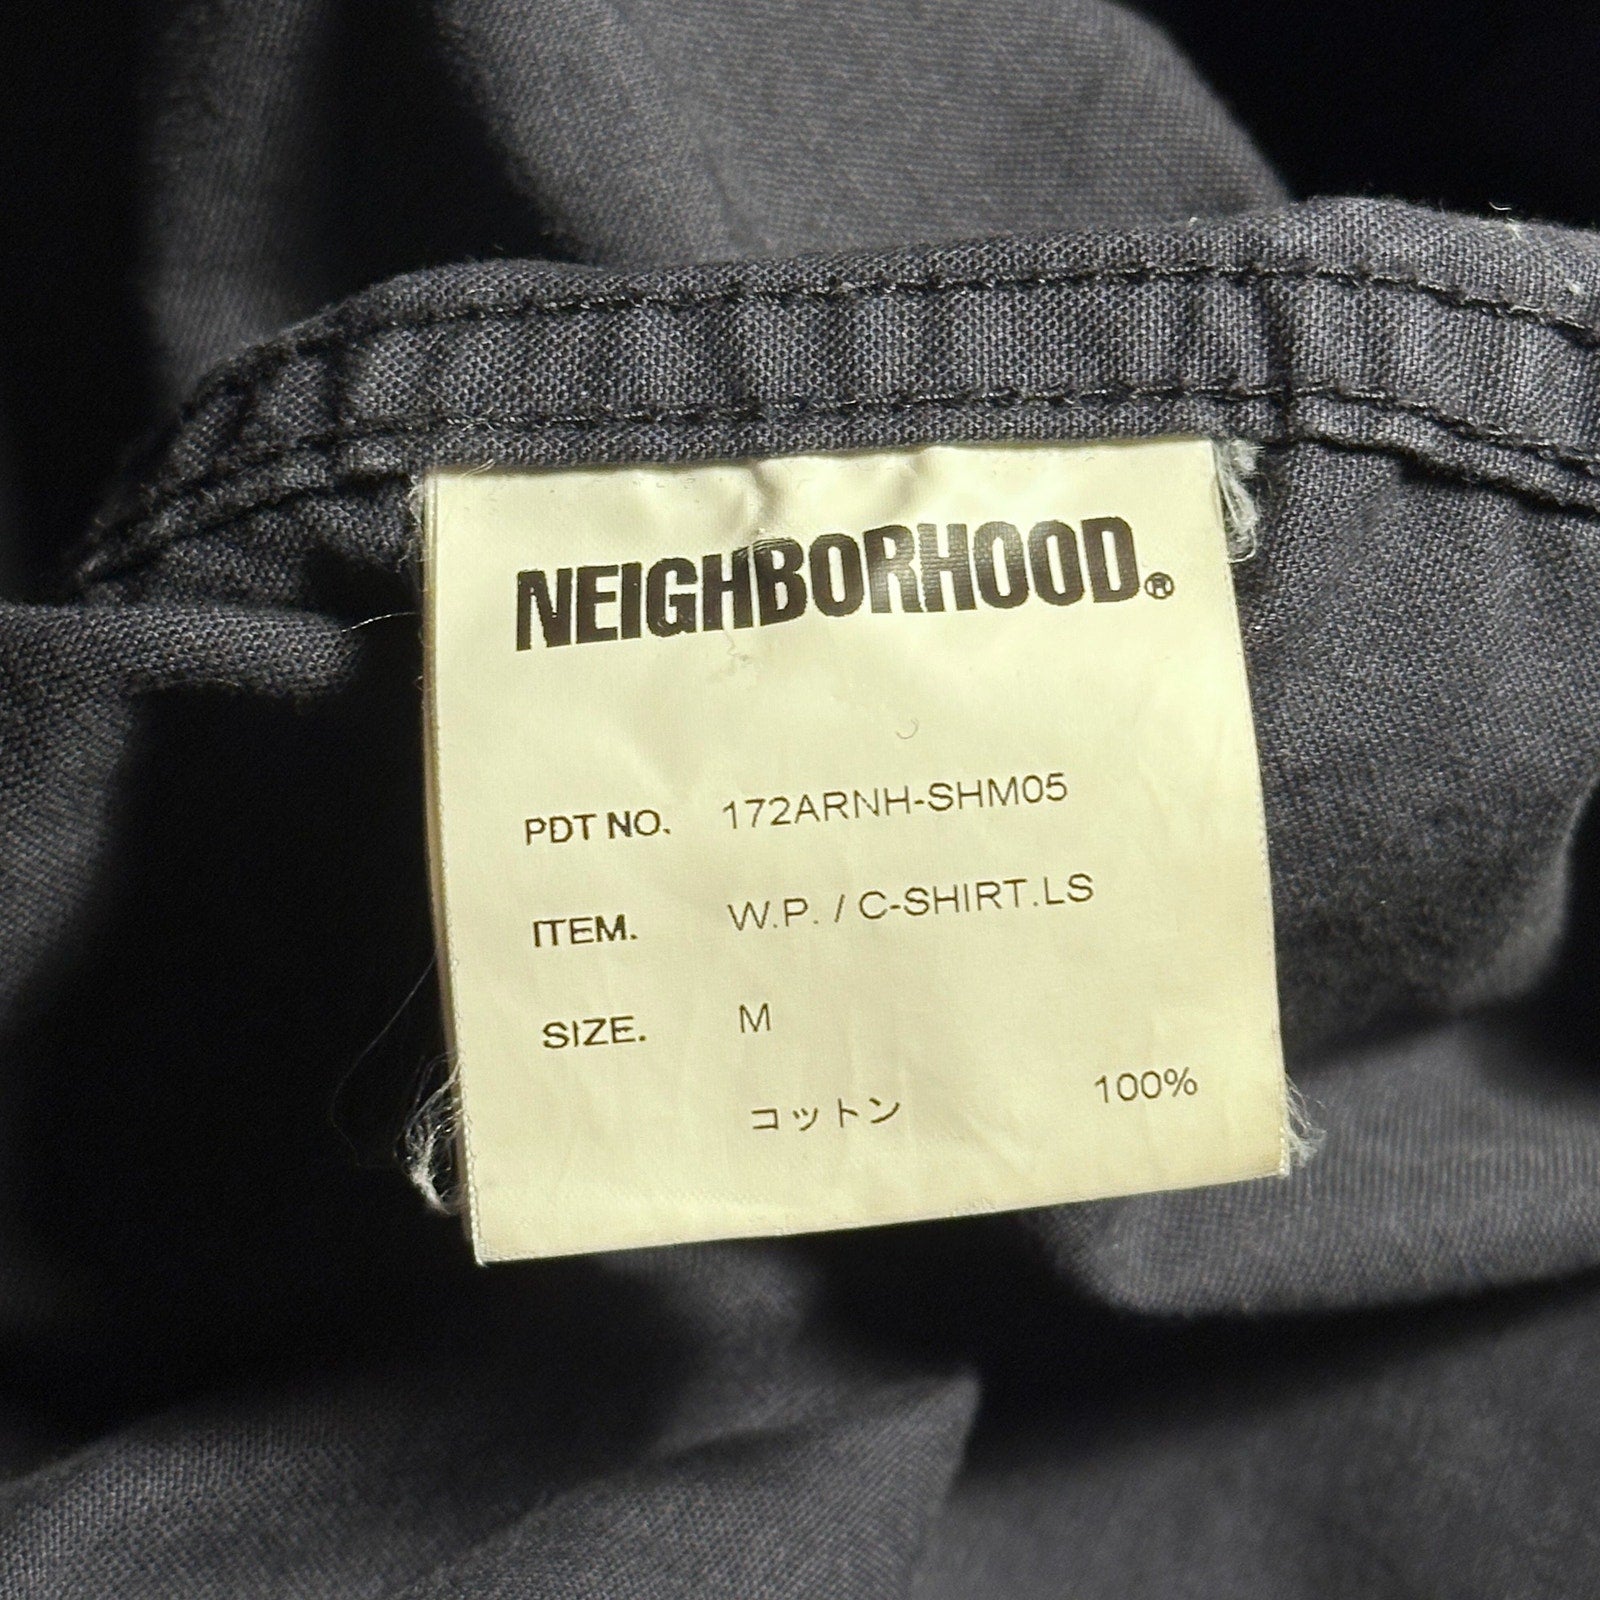 NEIGHBORHOOD.®
PDT NO. 172ARNH-SHM05
ITEM. W.P. / C-SHIRT.LS
SIZE. M
コットン 100%